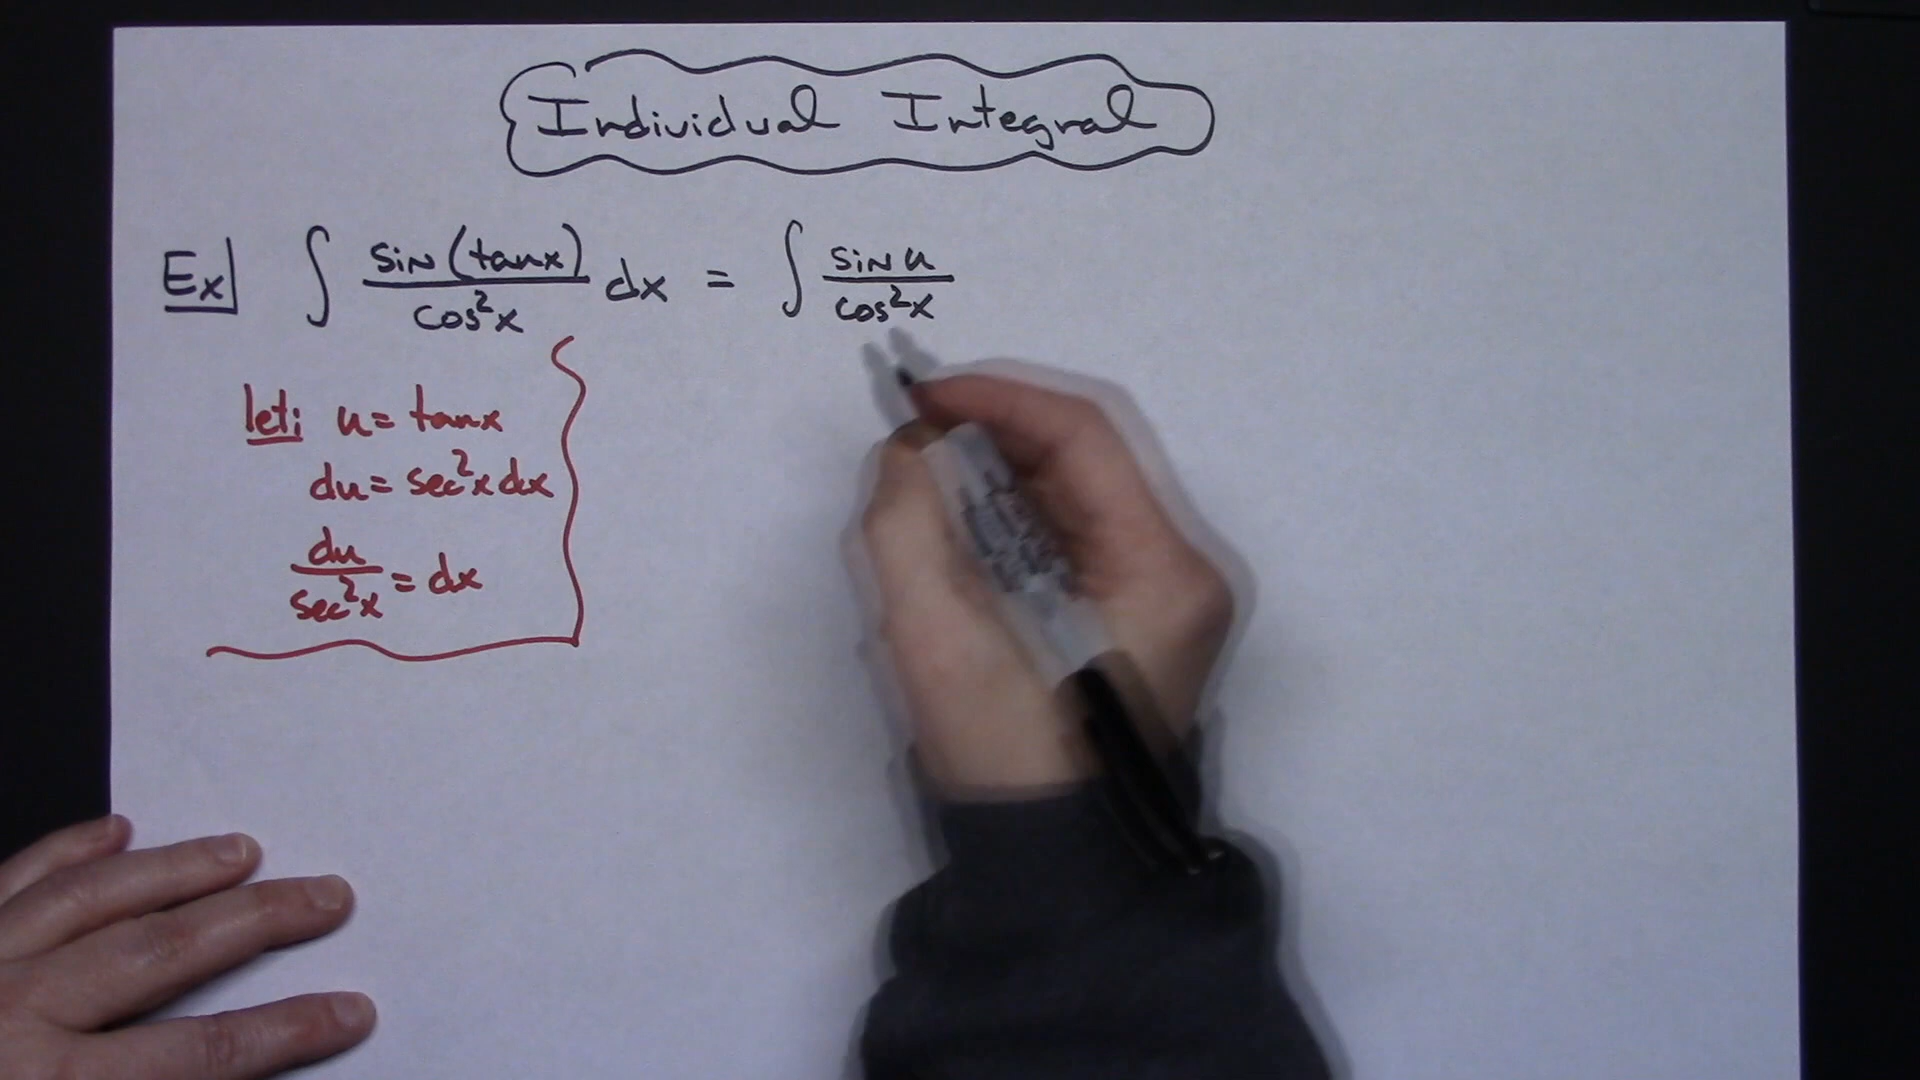 Individual Integral
Ex ∫ sin(tanx)/cos²x dx = ∫ sin u/cos²x
let: u = tanx
du = sec²x dx
du/sec²x = dx